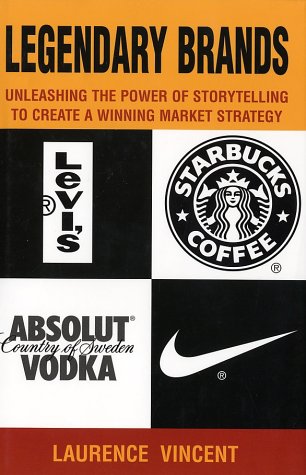 LEGENDARY BRANDS
UNLEASHING THE POWER OF STORYTELLING
TO CREATE A WINNING MARKET STRATEGY
Levi's
®
STARBUCKS
COFFEE
®
ABSOLUT®
Country of Sweden
VODKA
®
LAURENCE VINCENT